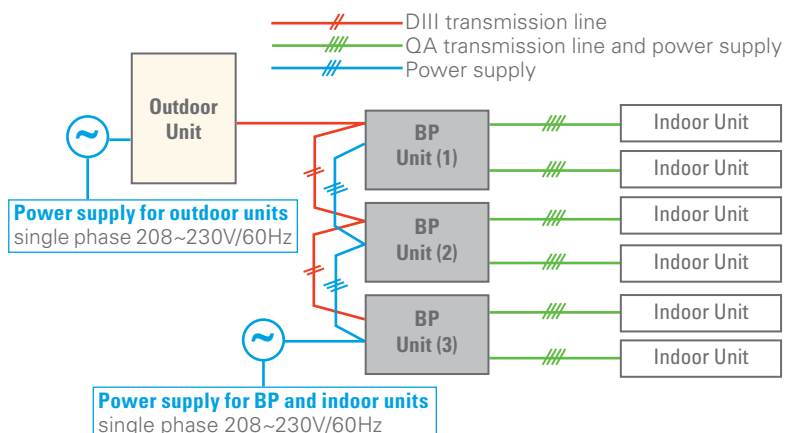 DIII transmission line
QA transmission line and power supply
Power supply
Outdoor
Unit
~
Power supply for outdoor units
single phase 208~230V/60Hz
BP
Unit (1)
Indoor Unit
Indoor Unit
BP
Unit (2)
Indoor Unit
Indoor Unit
BP
Unit (3)
Indoor Unit
Indoor Unit
~
Power supply for BP and indoor units
single phase 208~230V/60Hz